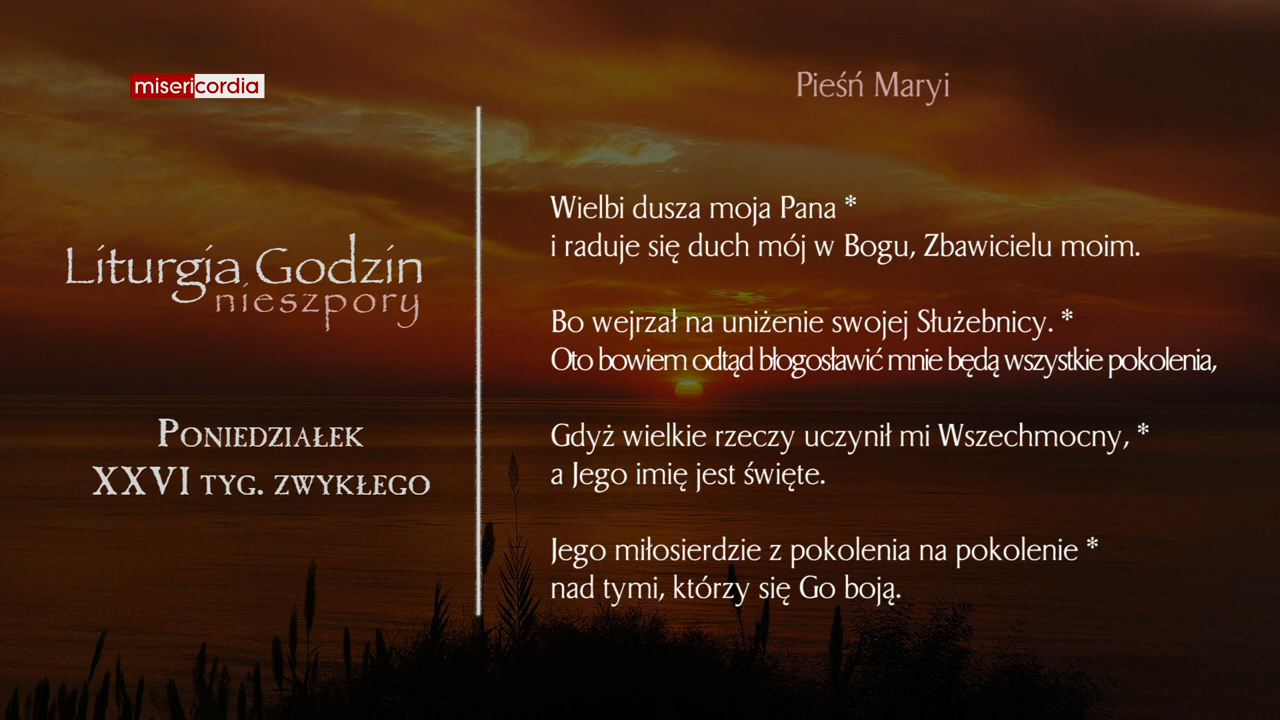 misericordia
Liturgia Godzin
nieszpory
Poniedziałek
XXVI tyg. zwykłego
Pieśń Maryi
Wielbi dusza moja Pana *
i raduje się duch mój w Bogu, Zbawicielu moim.
Bo wejrzał na uniżenie swojej Służebnicy. *
Oto bowiem odtąd błogosławić mnie będą wszystkie pokolenia,
Gdyż wielkie rzeczy uczynił mi Wszechmocny, *
a Jego imię jest święte.
Jego miłosierdzie z pokolenia na pokolenie *
nad tymi, którzy się Go boją.